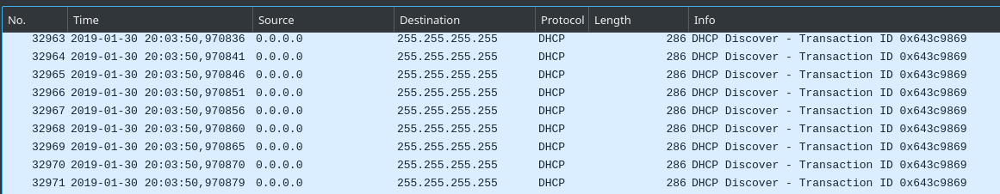 No. Time Source Destination Protocol Length Info
32963 2019-01-30 20:03:50,970836 0.0.0.0 255.255.255.255 DHCP 286 DHCP Discover - Transaction ID 0x643c9869
32964 2019-01-30 20:03:50,970841 0.0.0.0 255.255.255.255 DHCP 286 DHCP Discover - Transaction ID 0x643c9869
32965 2019-01-30 20:03:50,970846 0.0.0.0 255.255.255.255 DHCP 286 DHCP Discover - Transaction ID 0x643c9869
32966 2019-01-30 20:03:50,970851 0.0.0.0 255.255.255.255 DHCP 286 DHCP Discover - Transaction ID 0x643c9869
32967 2019-01-30 20:03:50,970856 0.0.0.0 255.255.255.255 DHCP 286 DHCP Discover - Transaction ID 0x643c9869
32968 2019-01-30 20:03:50,970860 0.0.0.0 255.255.255.255 DHCP 286 DHCP Discover - Transaction ID 0x643c9869
32969 2019-01-30 20:03:50,970865 0.0.0.0 255.255.255.255 DHCP 286 DHCP Discover - Transaction ID 0x643c9869
32970 2019-01-30 20:03:50,970870 0.0.0.0 255.255.255.255 DHCP 286 DHCP Discover - Transaction ID 0x643c9869
32971 2019-01-30 20:03:50,970879 0.0.0.0 255.255.255.255 DHCP 286 DHCP Discover - Transaction ID 0x643c9869